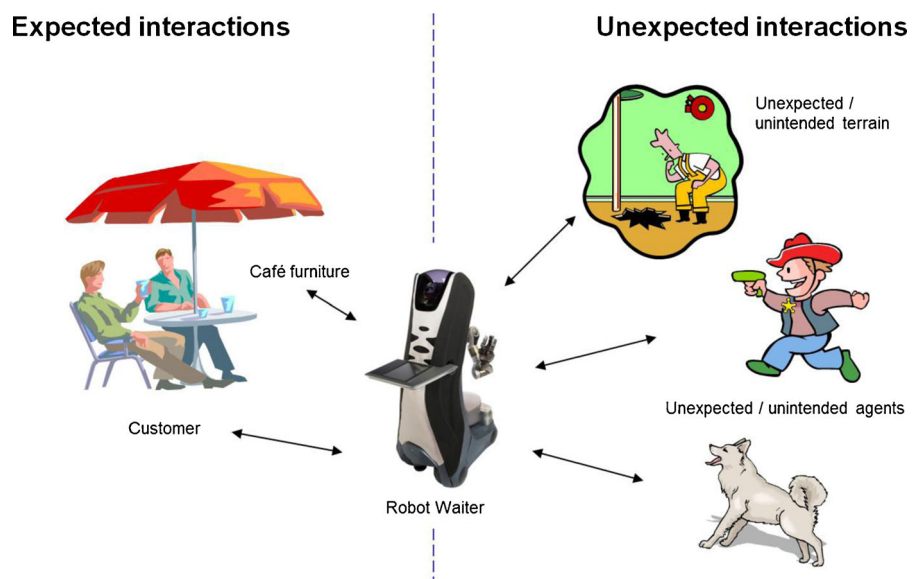 Expected interactions
Unexpected interactions
Unexpected /
unintended terrain
Café furniture
Customer
Unexpected / unintended agents
Robot Waiter